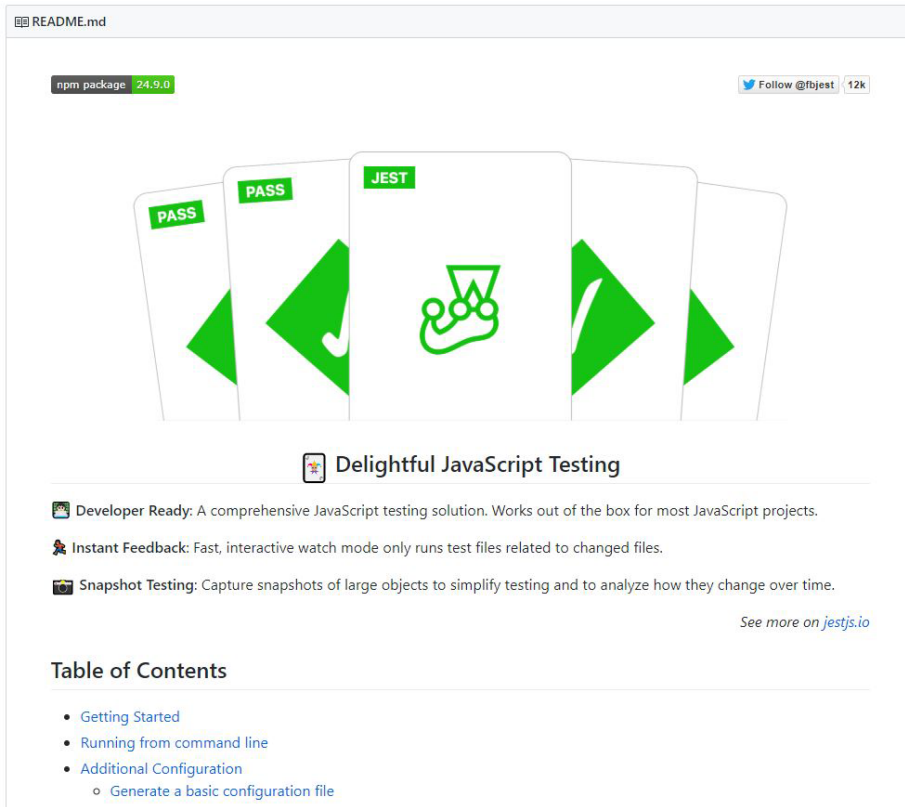 README.md
npm package 24.9.0
Follow @fbjest 12k
PASS
PASS
JEST
Delightful JavaScript Testing
Developer Ready: A comprehensive JavaScript testing solution. Works out of the box for most JavaScript projects.
Instant Feedback: Fast, interactive watch mode only runs test files related to changed files.
Snapshot Testing: Capture snapshots of large objects to simplify testing and to analyze how they change over time.
See more on jestjs.io
Table of Contents
Getting Started
Running from command line
Additional Configuration
Generate a basic configuration file